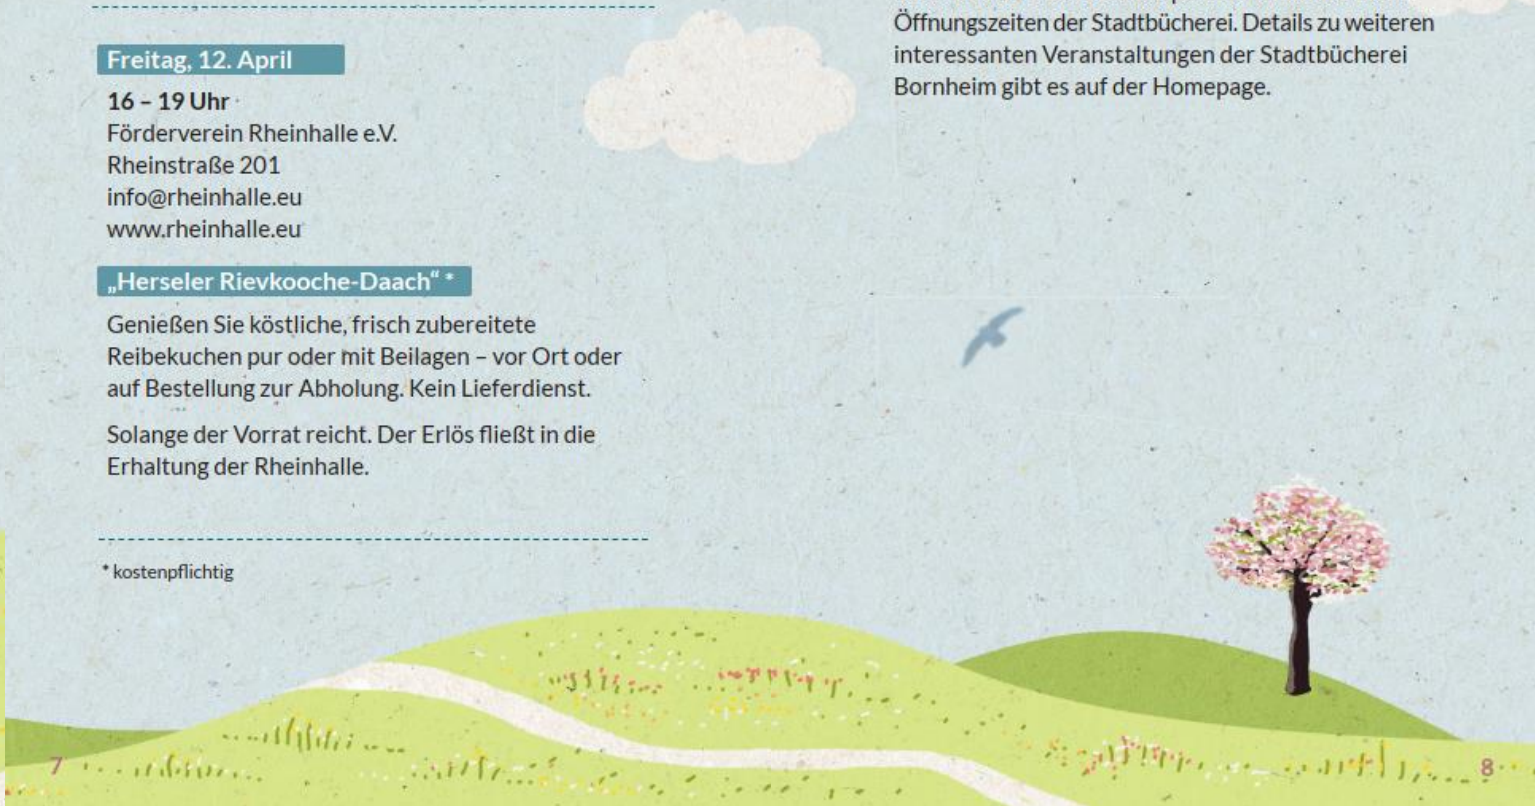 Freitag, 12. April
16 – 19 Uhr
Förderverein Rheinhalle e.V.
Rheinstraße 201
info@rheinhalle.eu
www.rheinhalle.eu
„Herseler Rievkooche-Daach“ *
Genießen Sie köstliche, frisch zubereitete
Reibekuchen pur oder mit Beilagen – vor Ort oder
auf Bestellung zur Abholung. Kein Lieferdienst.
Solange der Vorrat reicht. Der Erlös fließt in die
Erhaltung der Rheinhalle.
* kostenpflichtig
7
Öffnungszeiten der Stadtbücherei. Details zu weiteren
interessanten Veranstaltungen der Stadtbücherei
Bornheim gibt es auf der Homepage.
8